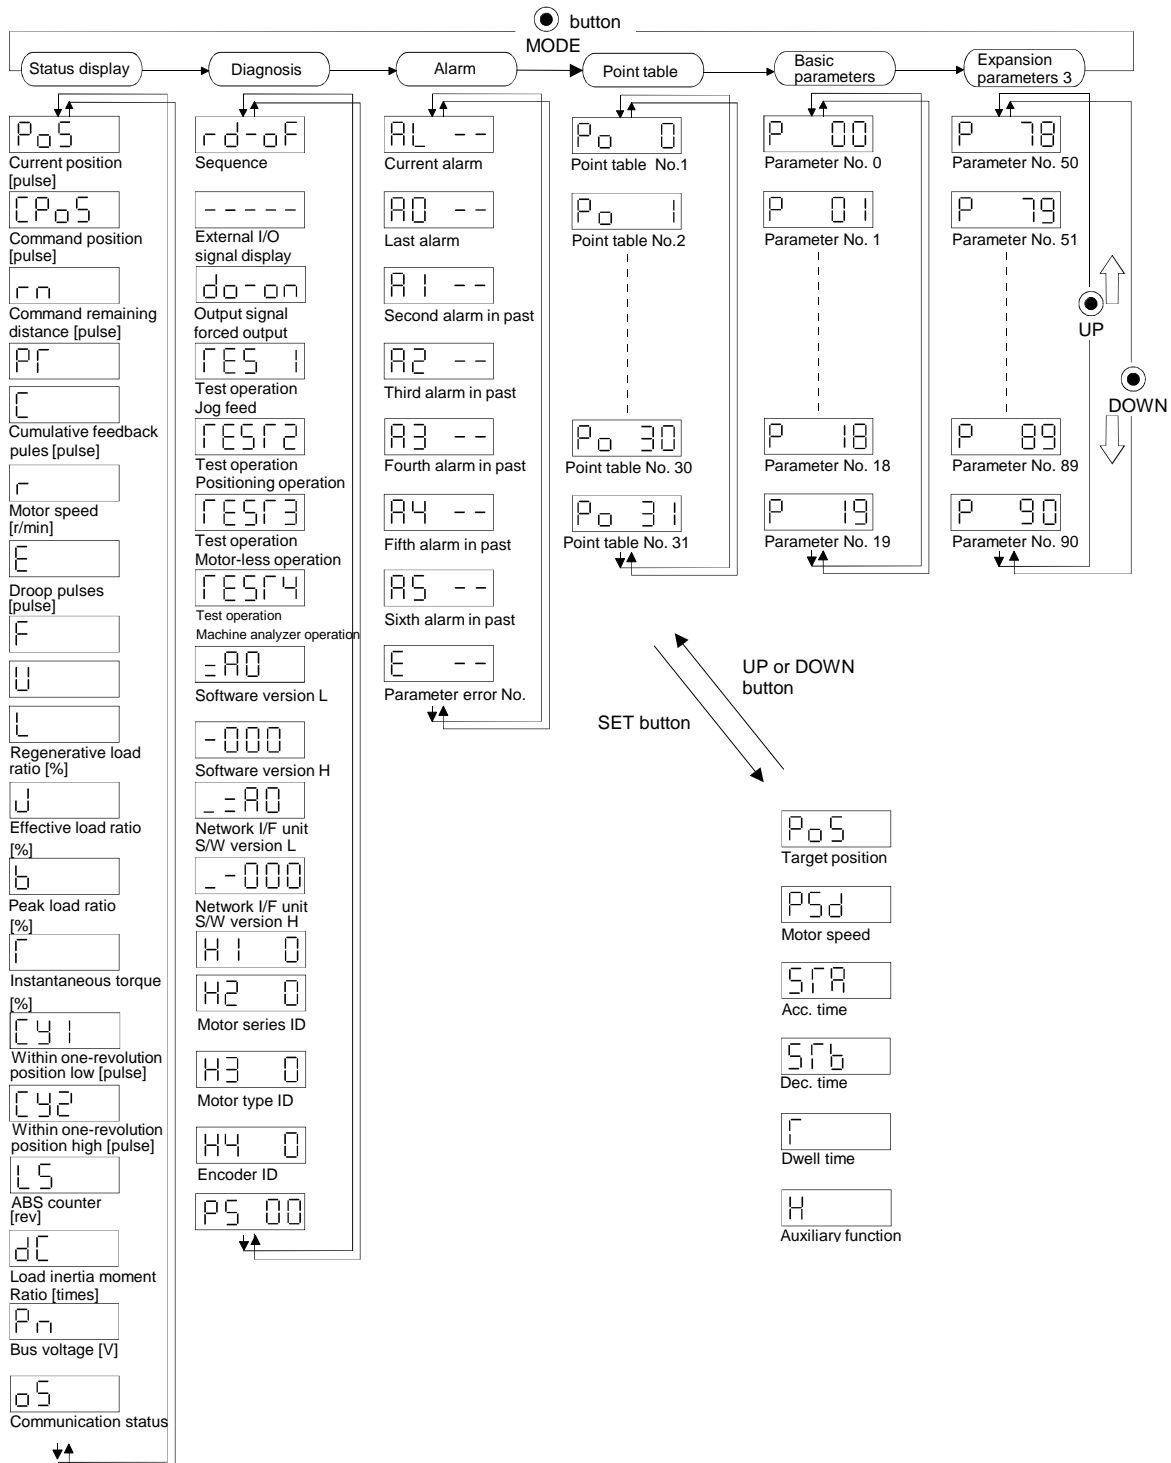 button
MODE
Status display
Diagnosis
Alarm
Point table
Basic
parameters
Expansion
parameters 3
PoS
Current position
[pulse]
CPoS
Command position
[pulse]
rn
Command remaining
distance [pulse]
PT
C
Cumulative feedback
pules [pulse]
r
Motor speed
[r/min]
E
Droop pulses
[pulse]
F
U
L
Regenerative load
ratio [%]
J
Effective load ratio
[%]
b
Peak load ratio
[%]
T
Instantaneous torque
[%]
Cy1
Within one-revolution
position low [pulse]
Cy2
Within one-revolution
position high [pulse]
LS
ABS counter
[rev]
dC
Load inertia moment
Ratio [times]
Pn
Bus voltage [V]
oS
Communication status
rd-oF
Sequence
-----
External I/O
signal display
do-on
Output signal
forced output
TES 1
Test operation
Jog feed
TEST2
Test operation
Positioning operation
TEST3
Test operation
Motor-less operation
TEST4
Test operation
Machine analyzer operation
=A0
Software version L
-000
Software version H
_=A0
Network I/F unit
S/W version L
_-000
Network I/F unit
S/W version H
H1 0
H2 0
Motor series ID
H3 0
Motor type ID
H4 0
Encoder ID
PS 00
AL --
Current alarm
A0 --
Last alarm
A1 --
Second alarm in past
A2 --
Third alarm in past
A3 --
Fourth alarm in past
A4 --
Fifth alarm in past
A5 --
Sixth alarm in past
E --
Parameter error No.
Po 0
Point table No.1
Po 1
Point table No.2
Po 30
Point table No. 30
Po 31
Point table No. 31
P 00
Parameter No. 0
P 01
Parameter No. 1
P 18
Parameter No. 18
P 19
Parameter No. 19
P 78
Parameter No. 50
P 79
Parameter No. 51
P 89
Parameter No. 89
P 90
Parameter No. 90
UP
DOWN
UP or DOWN
button
SET button
PoS
Target position
PSd
Motor speed
STA
Acc. time
STb
Dec. time
T
Dwell time
H
Auxiliary function